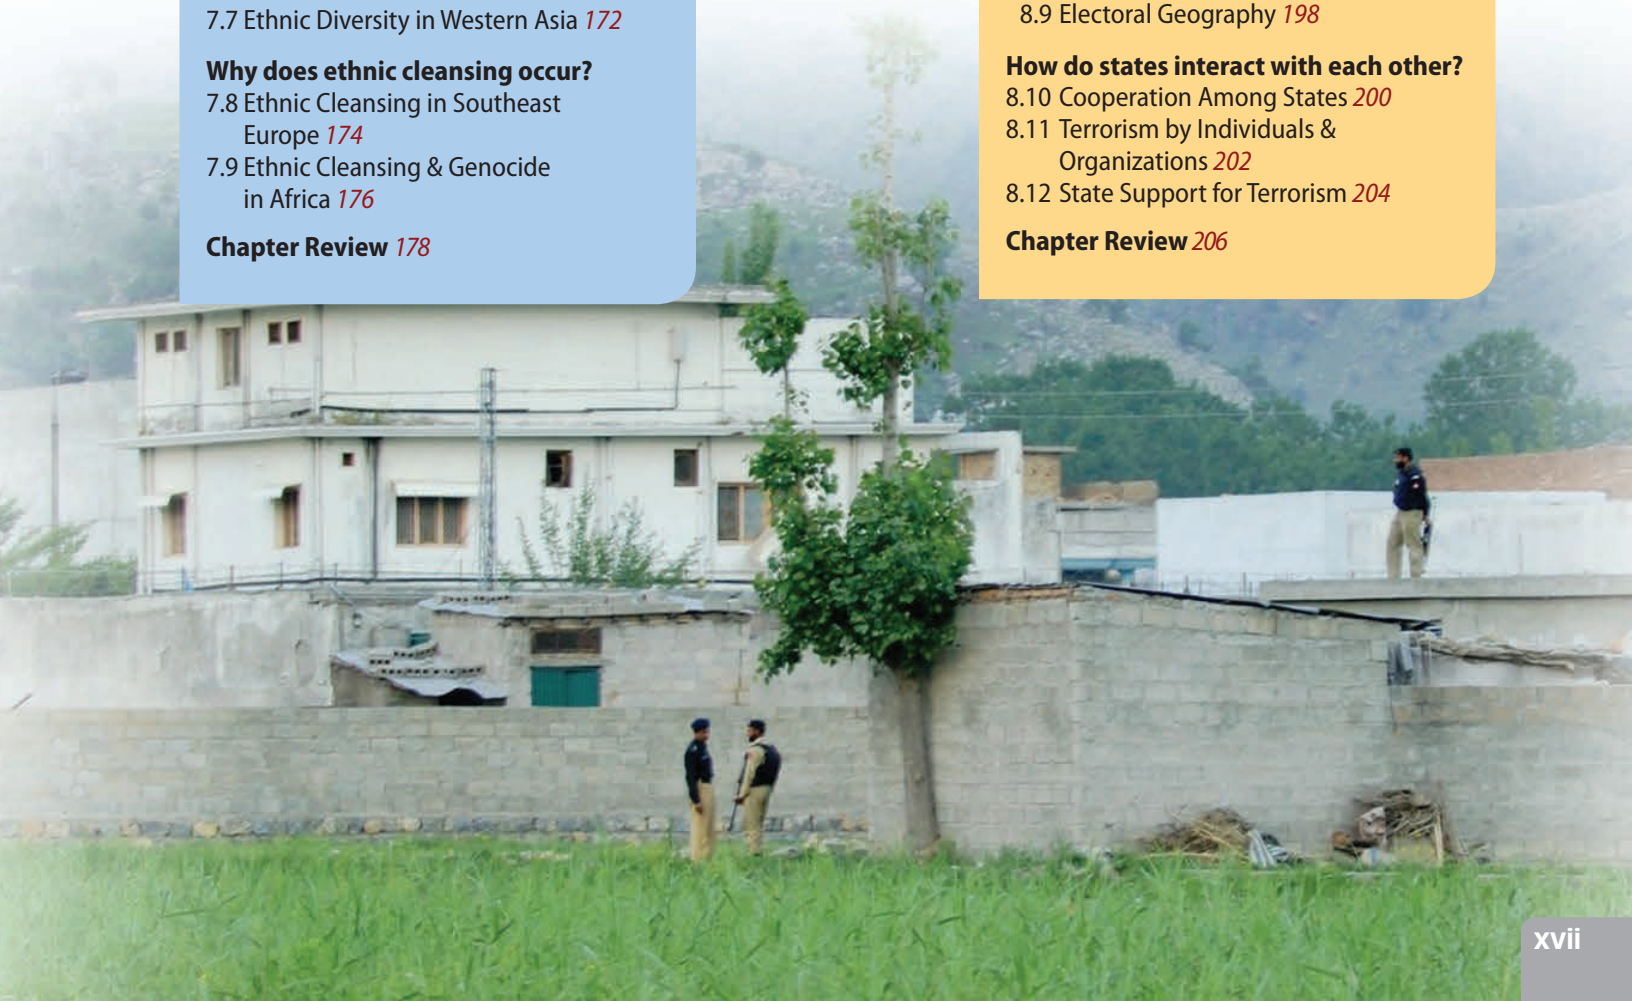 7.7 Ethnic Diversity in Western Asia 172
Why does ethnic cleansing occur?
7.8 Ethnic Cleansing in Southeast
Europe 174
7.9 Ethnic Cleansing & Genocide
in Africa 176
Chapter Review 178
8.9 Electoral Geography 198
How do states interact with each other?
8.10 Cooperation Among States 200
8.11 Terrorism by Individuals &
Organizations 202
8.12 State Support for Terrorism 204
Chapter Review 206
xvii